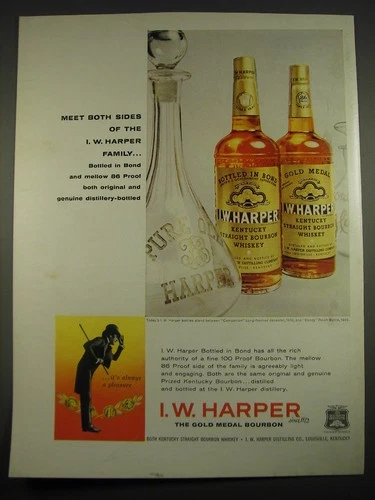 MEET BOTH SIDES
OF THE
I. W. HARPER
FAMILY...
Bottled in Bond
and mellow 86 Proof
both original and
genuine distillery-bottled
PURE
HARPER
BOTTLED IN BOND
I.W.HARPER
KENTUCKY
STRAIGHT BOURBON
WHISKEY
GOLD MEDAL
I.W.HARPER
KENTUCKY
STRAIGHT BOURBON
WHISKEY
I. W. Harper Bottled in Bond has all the rich
authority of a fine 100 Proof Bourbon. The mellow
86 Proof side of the family is agreeably light
and engaging. Both are the same original and genuine
Prized Kentucky Bourbon...distilled
and bottled at the I. W. Harper distillery.
...it's always
a pleasure
I.W. HARPER
since 1872
THE GOLD MEDAL BOURBON
BOTH KENTUCKY STRAIGHT BOURBON WHISKEY • I. W. HARPER DISTILLING CO., LOUISVILLE, KENTUCKY